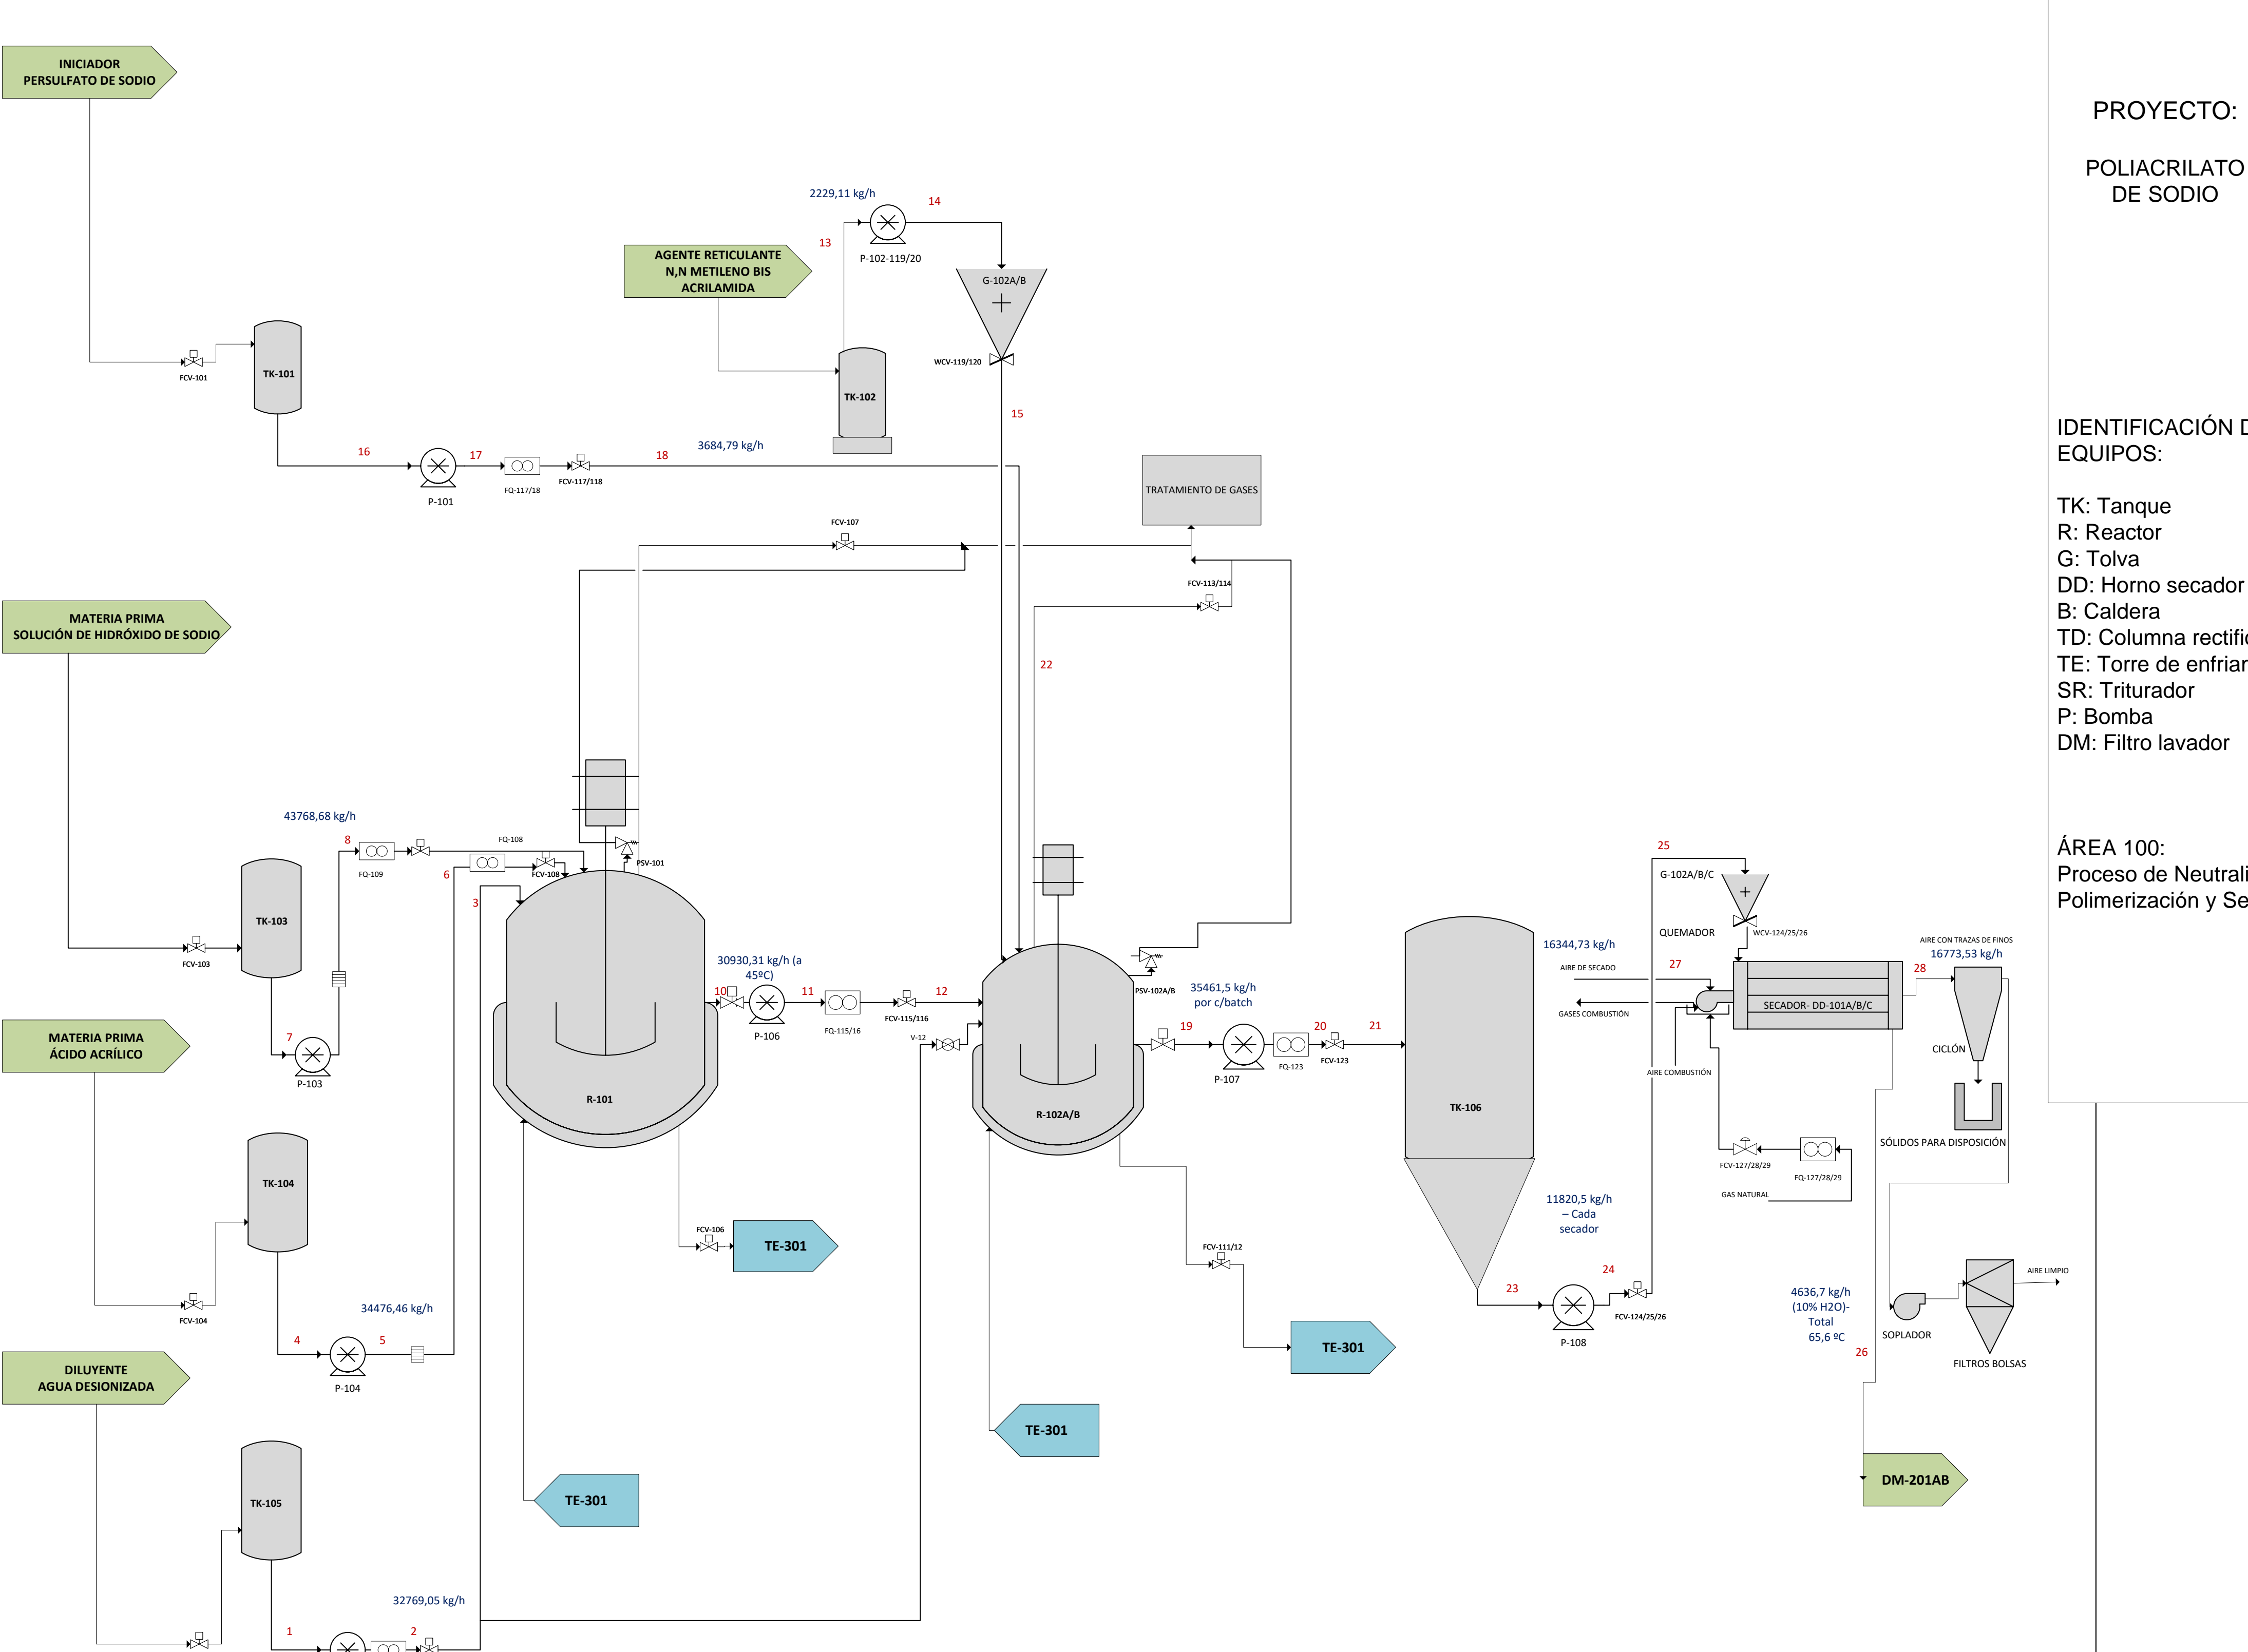 INICIADOR
PERSULFATO DE SODIO
FCV-101
TK-101
16
P-101
17
FQ-117/18
FCV-117/118
18
3684,79 kg/h
AGENTE RETICULANTE
N,N METILENO BIS
ACRILAMIDA
TK-102
13
2229,11 kg/h
P-102-119/20
14
G-102A/B
WCV-119/120
15
TRATAMIENTO DE GASES
FCV-107
FCV-113/114
22
MATERIA PRIMA
SOLUCIÓN DE HIDRÓXIDO DE SODIO
FCV-103
TK-103
7
P-103
43768,68 kg/h
8
FQ-109
FQ-108
6
FCV-108
3
PSV-101
R-101
MATERIA PRIMA
ÁCIDO ACRÍLICO
FCV-104
TK-104
4
P-104
5
34476,46 kg/h
DILUYENTE
AGUA DESIONIZADA
TK-105
1
2
32769,05 kg/h
FCV-106
TE-301
TE-301
30930,31 kg/h (a
45ºC)
10
P-106
11
FQ-115/16
FCV-115/116
12
V-12
PSV-102A/B
R-102A/B
FCV-111/12
TE-301
TE-301
35461,5 kg/h
por c/batch
19
P-107
FQ-123
20
FCV-123
21
TK-106
23
P-108
24
FCV-124/25/26
11820,5 kg/h
– Cada
secador
25
G-102A/B/C
WCV-124/25/26
QUEMADOR
16344,73 kg/h
AIRE DE SECADO
27
GASES COMBUSTIÓN
AIRE COMBUSTIÓN
SECADOR- DD-101A/B/C
FCV-127/28/29
FQ-127/28/29
GAS NATURAL
AIRE CON TRAZAS DE FINOS
16773,53 kg/h
28
CICLÓN
SÓLIDOS PARA DISPOSICIÓN
4636,7 kg/h
(10% H2O)-
Total
65,6 ºC
26
SOPLADOR
FILTROS BOLSAS
AIRE LIMPIO
DM-201AB
PROYECTO:
POLIACRILATO
DE SODIO
IDENTIFICACIÓN
EQUIPOS:
TK: Tanque
R: Reactor
G: Tolva
DD: Horno secador
B: Caldera
TD: Columna
TE: Torre de
SR: Triturador
P: Bomba
DM: Filtro lavador
ÁREA 100:
Proceso de
Polimerización y